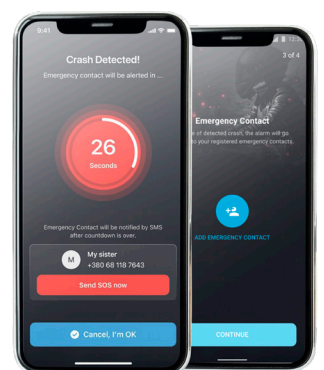 9:41
Crash Detected!
Emergency contact will be alerted in ...
26
Seconds
Emergency Contact will be notified by SMS
after countdown is over.
M
My sister
+380 68 118 7643
Send SOS now
Cancel, I'm OK
3 of 4
Emergency Contact
of detected crash, the alarm will go
to your registered emergency contacts.
ADD EMERGENCY CONTACT
CONTINUE